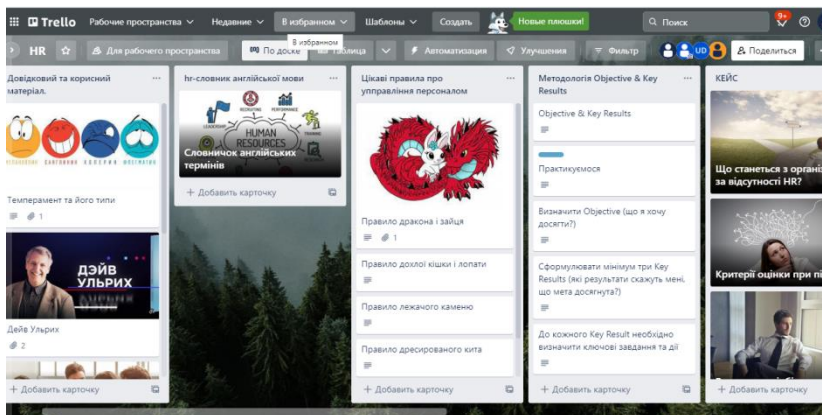 Trello
Рабочие пространства
Недавние
В избранном
Шаблоны
Создать
Новые плюшки!
Поиск
9+
HR
Для рабочего пространства
По доске
В избранном
Автоматизация
Улучшения
Фильтр
UD
Поделиться
Довідковий та корисний
матеріал.
САНГВИНИК ХОЛЕРИК
Темперамент та його типи
1
ДЭЙВ
УЛЬРИХ
Дейв Ульрих
2
+ Добавить карточку
hr-словник англійської мови
RECRUITING
PERFORMANCE
LEADERSHIP
TRAINING
HUMAN
RESOURCES
Словничок англійських
термінів
+ Добавить карточку
Цікаві правила про
упправління персоналом
Правило дракона і зайця
1
Правило дохлої кішки і лопати
Правило лежачого каменю
Правило дресированого кита
+ Добавить карточку
Методологія Objective & Key
Results
Objective & Key Results
Практикуємося
Визначити Objective (що я хочу
досягти?)
Сформулювати мінімум три Key
Results (які результати скажуть мені,
що мета досягнута?)
До кожного Key Result необхідно
визначити ключові завдання та дії
+ Добавить карточку
КЕЙС
Що станеться з органі
за відсутності HR?
Критерії оцінки при пі
+ Добавить карточку